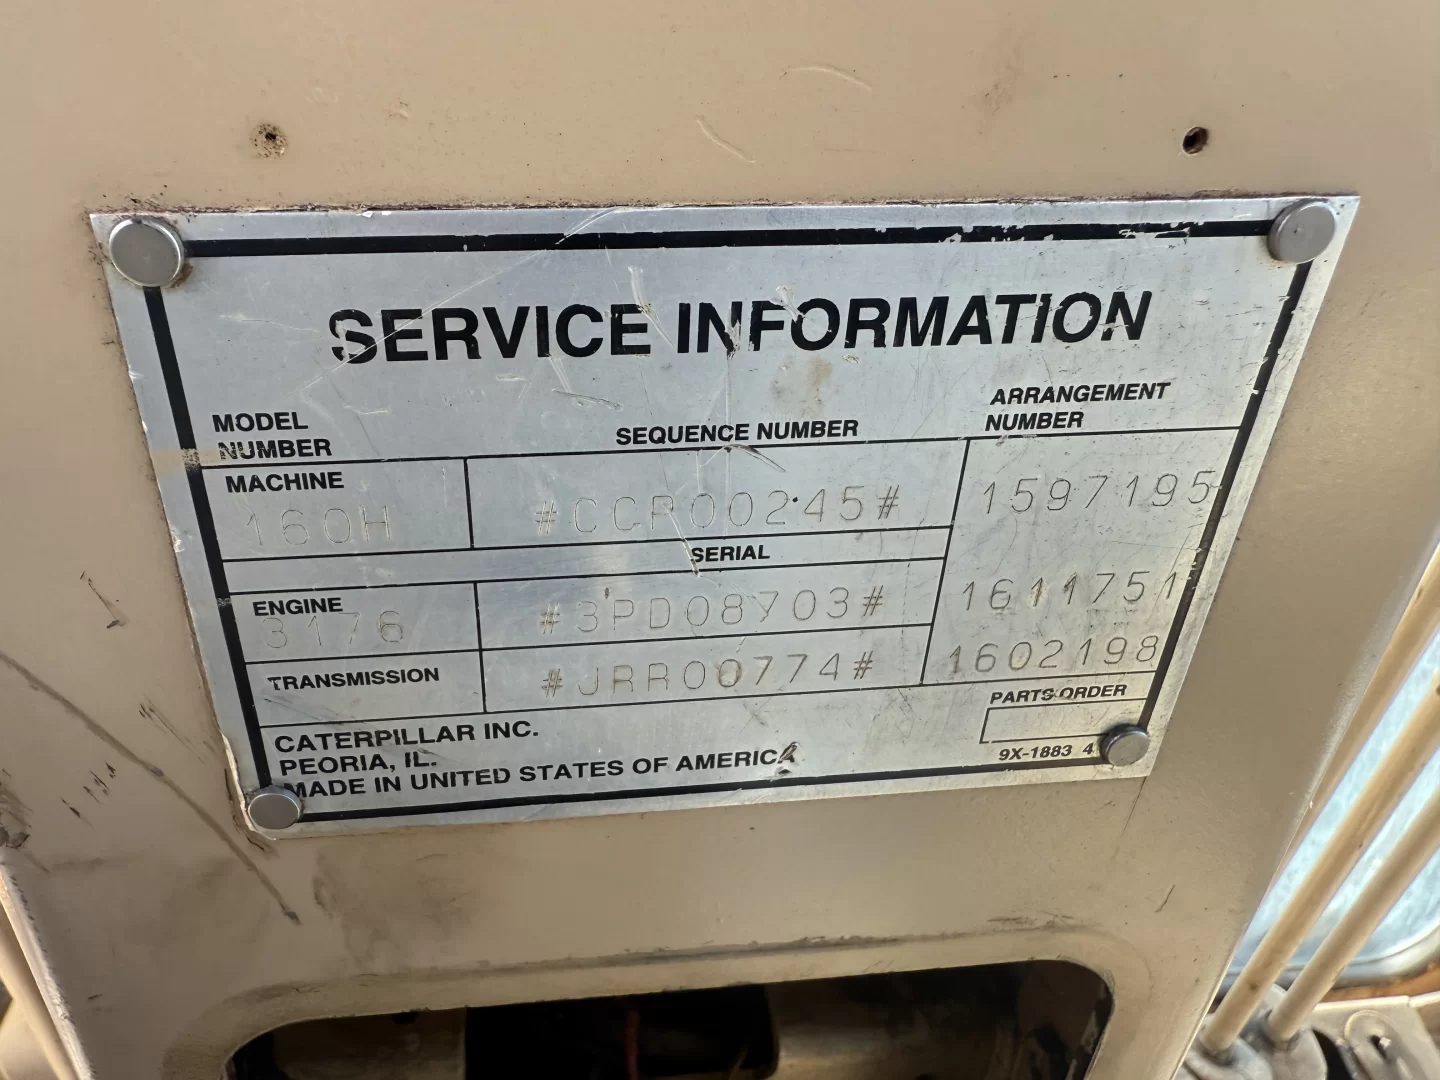 SERVICE INFORMATION
MODEL NUMBER
SEQUENCE NUMBER
ARRANGEMENT NUMBER
MACHINE
160H
#CCP00245#
1597195
SERIAL
ENGINE
3176
#3PD08703#
1611751
TRANSMISSION
#JRR00774#
1602198
PARTS ORDER
CATERPILLAR INC.
PEORIA, IL.
MADE IN UNITED STATES OF AMERICA
9X-1883 4